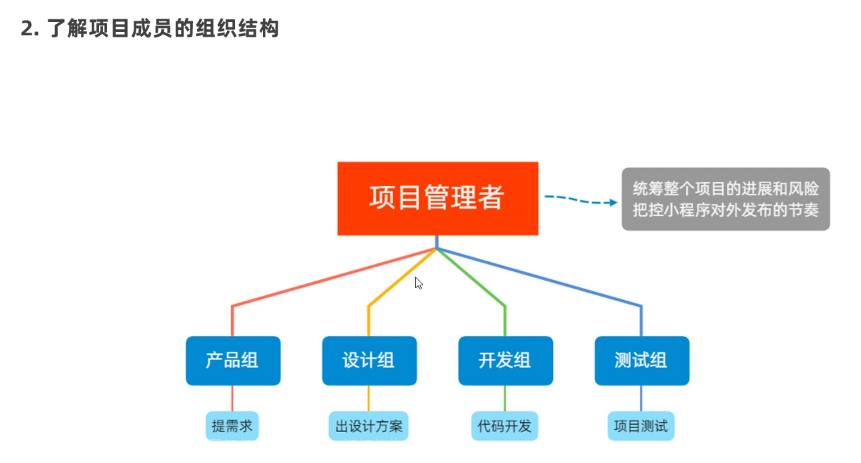 2. 了解项目成员的组织结构
项目管理者
统筹整个项目的进展和风险
把控小程序对外发布的节奏
产品组
设计组
开发组
测试组
提需求
出设计方案
代码开发
项目测试